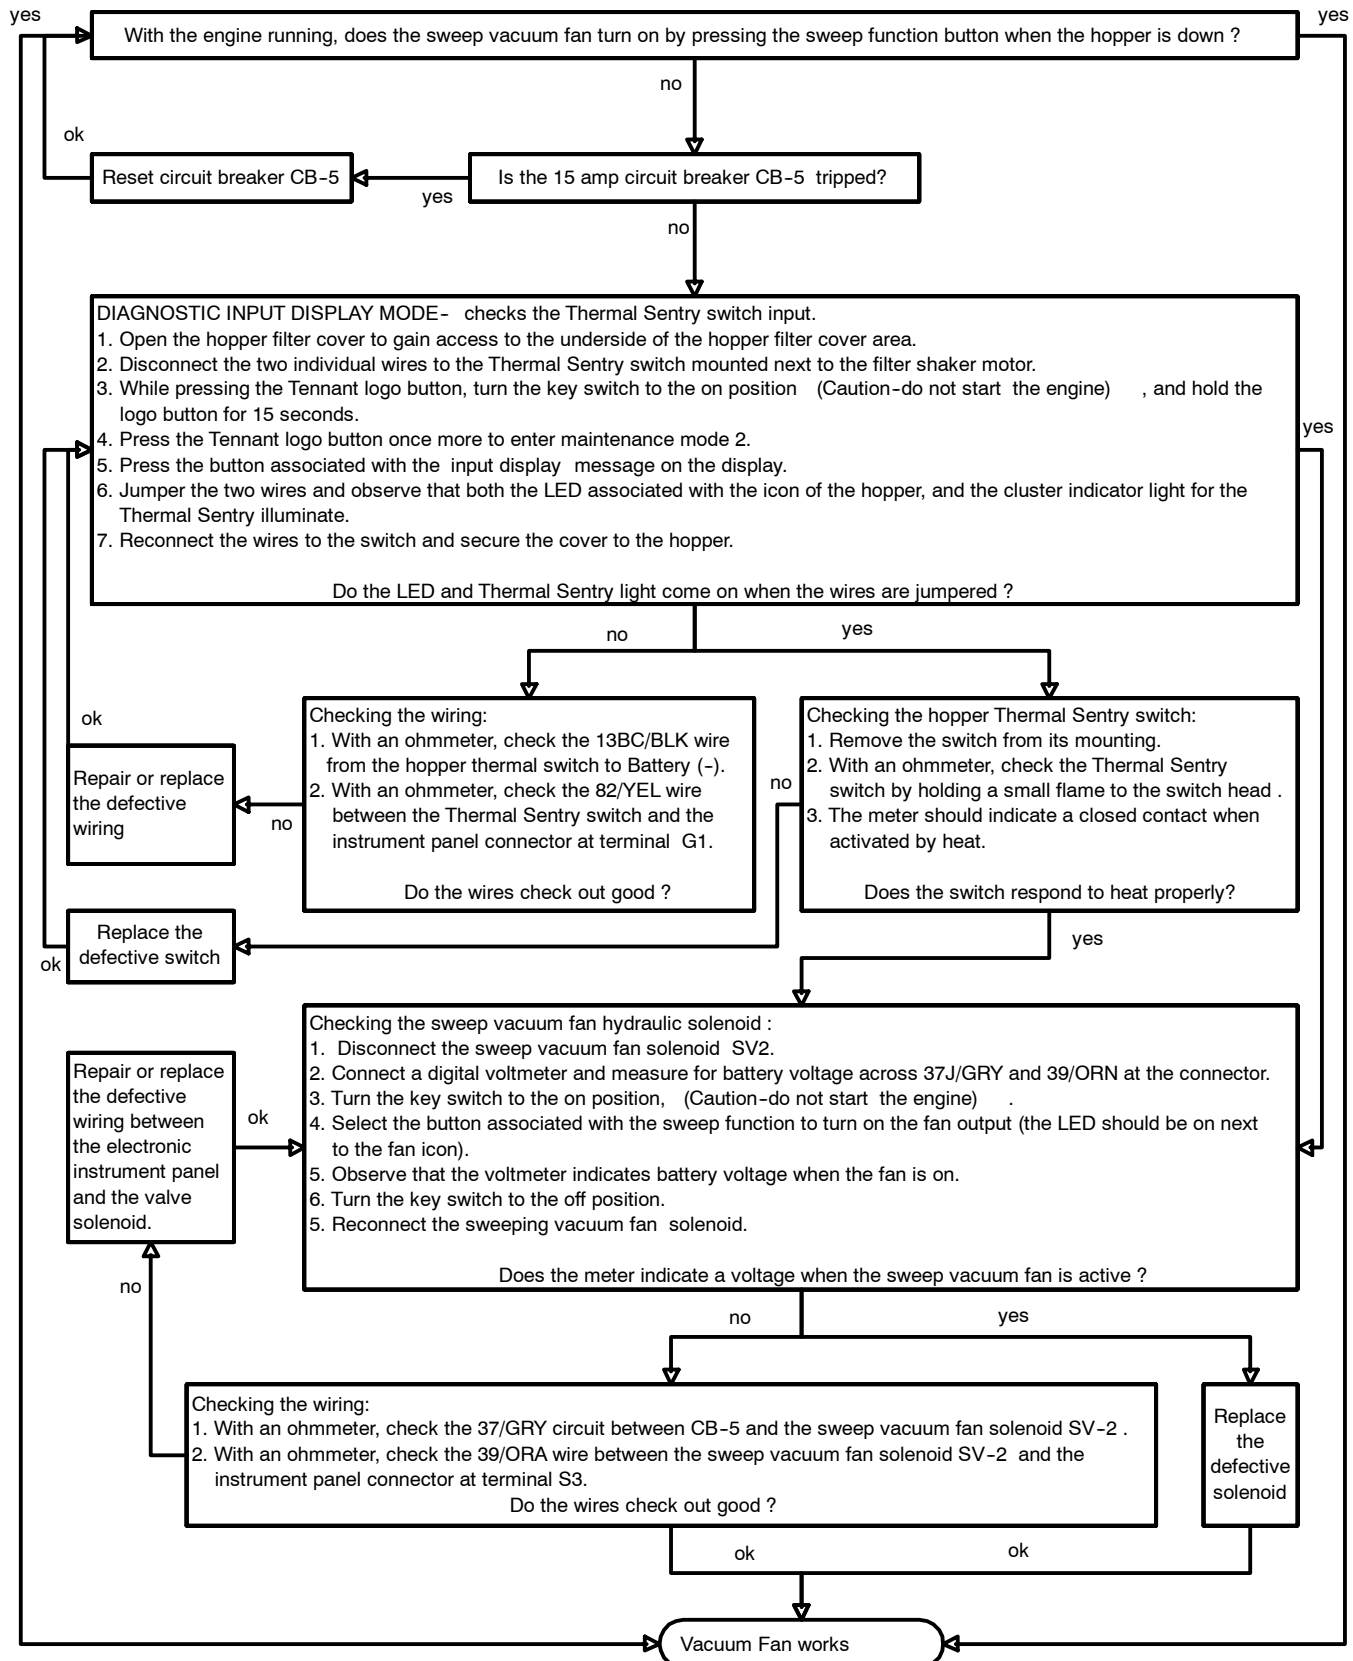 yes
yes
With the engine running, does the sweep vacuum fan turn on by pressing the sweep function button when the hopper is down ?
no
ok
Reset circuit breaker CB-5
yes
Is the 15 amp circuit breaker CB-5 tripped?
no
DIAGNOSTIC INPUT DISPLAY MODE- checks the Thermal Sentry switch input.
1. Open the hopper filter cover to gain access to the underside of the hopper filter cover area.
2. Disconnect the two individual wires to the Thermal Sentry switch mounted next to the filter shaker motor.
3. While pressing the Tennant logo button, turn the key switch to the on position (Caution-do not start the engine) , and hold the
logo button for 15 seconds.
4. Press the Tennant logo button once more to enter maintenance mode 2.
5. Press the button associated with the input display message on the display.
6. Jumper the two wires and observe that both the LED associated with the icon of the hopper, and the cluster indicator light for the
Thermal Sentry illuminate.
7. Reconnect the wires to the switch and secure the cover to the hopper.
Do the LED and Thermal Sentry light come on when the wires are jumpered ?
yes
no
yes
ok
Repair or replace
the defective
wiring
no
Checking the wiring:
1. With an ohmmeter, check the 13BC/BLK wire
from the hopper thermal switch to Battery (-).
2. With an ohmmeter, check the 82/YEL wire
between the Thermal Sentry switch and the
instrument panel connector at terminal G1.
Do the wires check out good ?
no
Checking the hopper Thermal Sentry switch:
1. Remove the switch from its mounting.
2. With an ohmmeter, check the Thermal Sentry
switch by holding a small flame to the switch head .
3. The meter should indicate a closed contact when
activated by heat.
Does the switch respond to heat properly?
Replace the
defective switch
ok
yes
Checking the sweep vacuum fan hydraulic solenoid :
1. Disconnect the sweep vacuum fan solenoid SV2.
2. Connect a digital voltmeter and measure for battery voltage across 37J/GRY and 39/ORN at the connector.
3. Turn the key switch to the on position, (Caution-do not start the engine) .
4. Select the button associated with the sweep function to turn on the fan output (the LED should be on next
to the fan icon).
5. Observe that the voltmeter indicates battery voltage when the fan is on.
6. Turn the key switch to the off position.
5. Reconnect the sweeping vacuum fan solenoid.
Does the meter indicate a voltage when the sweep vacuum fan is active ?
Repair or replace
the defective
wiring between
the electronic
instrument panel
and the valve
solenoid.
ok
no
no
yes
Checking the wiring:
1. With an ohmmeter, check the 37/GRY circuit between CB-5 and the sweep vacuum fan solenoid SV-2 .
2. With an ohmmeter, check the 39/ORA wire between the sweep vacuum fan solenoid SV-2 and the
instrument panel connector at terminal S3.
Do the wires check out good ?
Replace
the
defective
solenoid
ok
ok
Vacuum Fan works